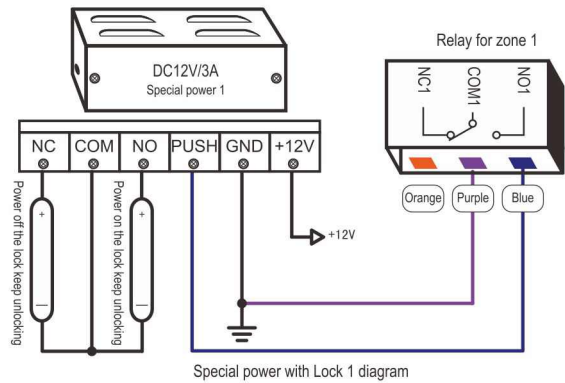 Relay for zone 1
DC12V/3A
Special power 1
NC1
COM1
NO1
NC
COM
NO
PUSH
GND
+12V
Orange
Purple
Blue
Power off the lock keep unlocking
+
—
Power on the lock keep unlocking
+
—
+12V
Special power with Lock 1 diagram